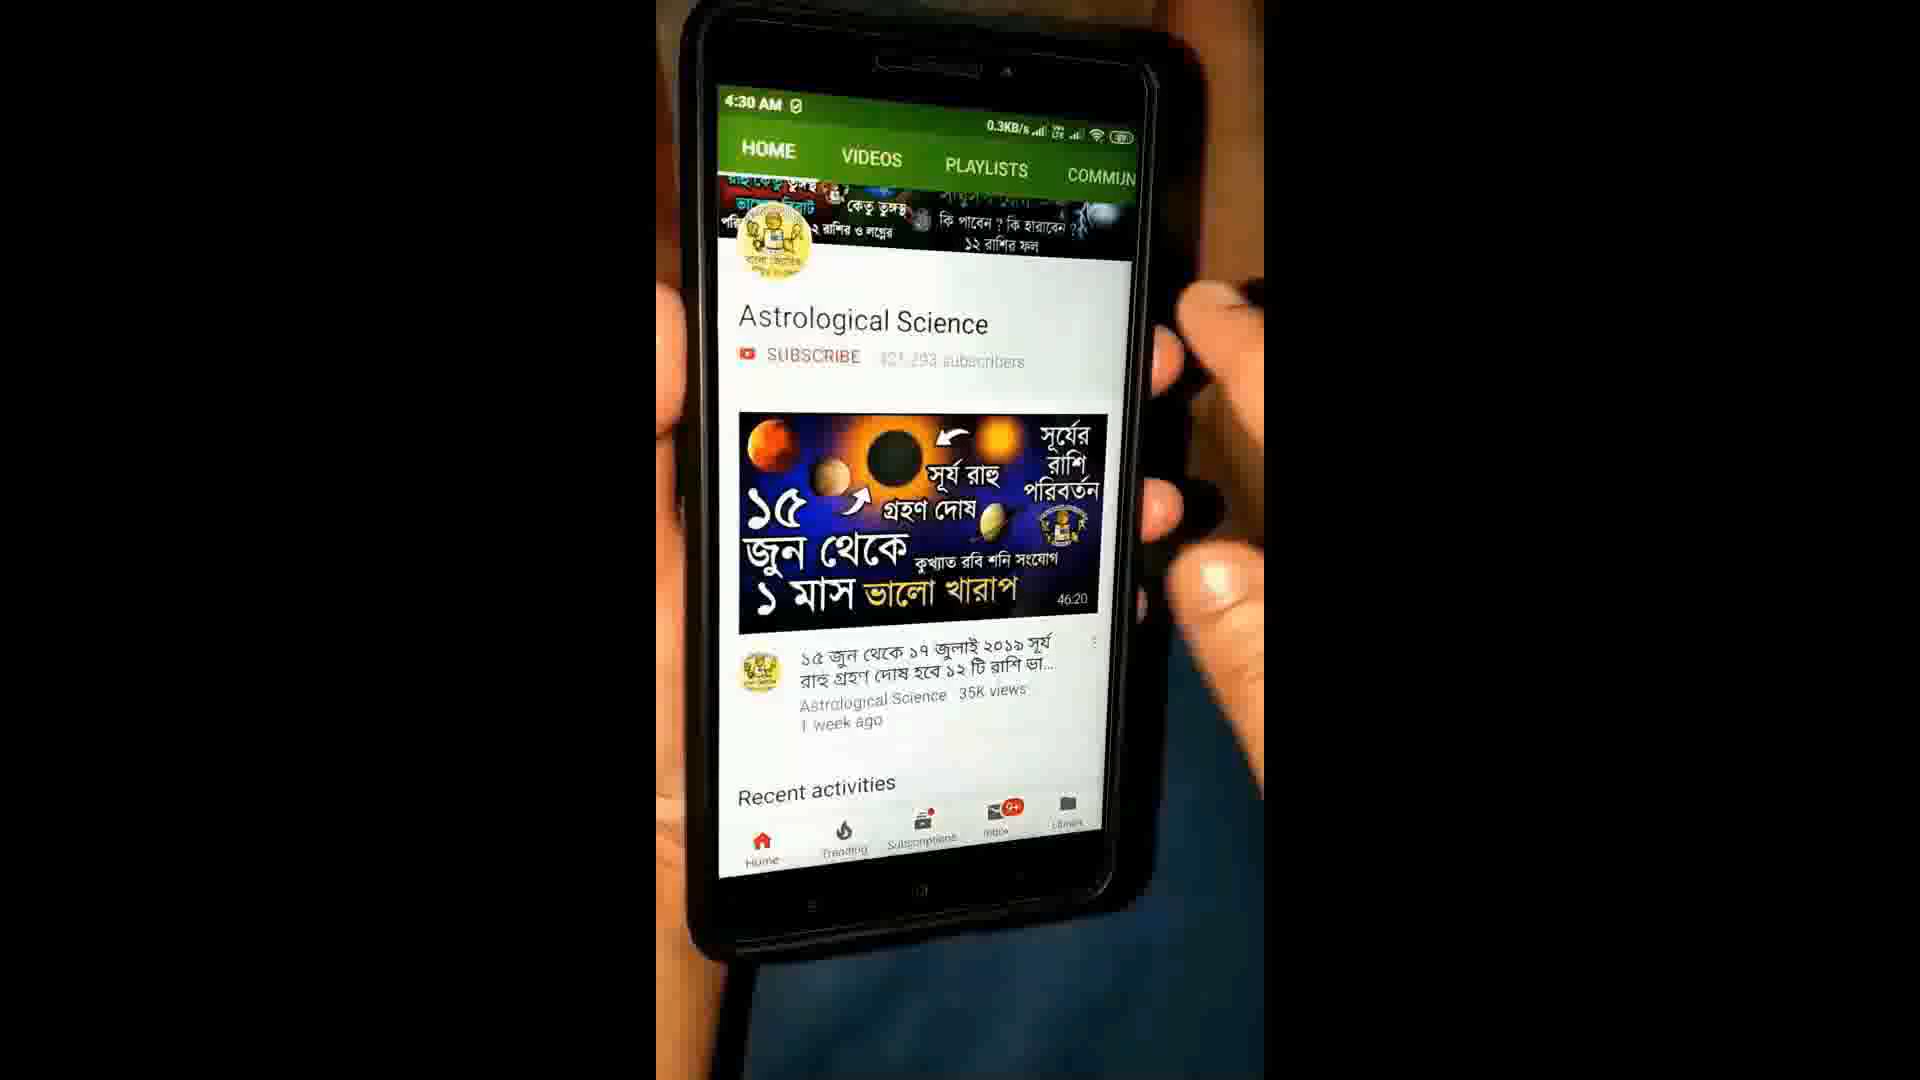 4:30 AM
0.3KB/s
HOME VIDEOS PLAYLISTS COMMUN
কেতু তুঙ্গস্থ
২ রাশির ও লগ্নের
কি পাবেন ? কি হারাবেন ?
১২ রাশির ফল
Astrological Science
SUBSCRIBE
subscribers
সূর্যের
রাশি
পরিবর্তন
সূর্য রাহু
গ্রহণ দোষ
১৫
জুন থেকে
কুখ্যাত রবি শনি সংযোগ
১ মাস ভালো খারাপ
46:20
১৫ জুন থেকে ১৭ জুলাই ২০১৯ সূর্য
রাহু গ্রহণ দোষ হবে ১২ টি রাশি ভা...
Astrological Science 35K views
1 week ago
Recent activities
Home Trending Subscriptions Inbox Library
9+